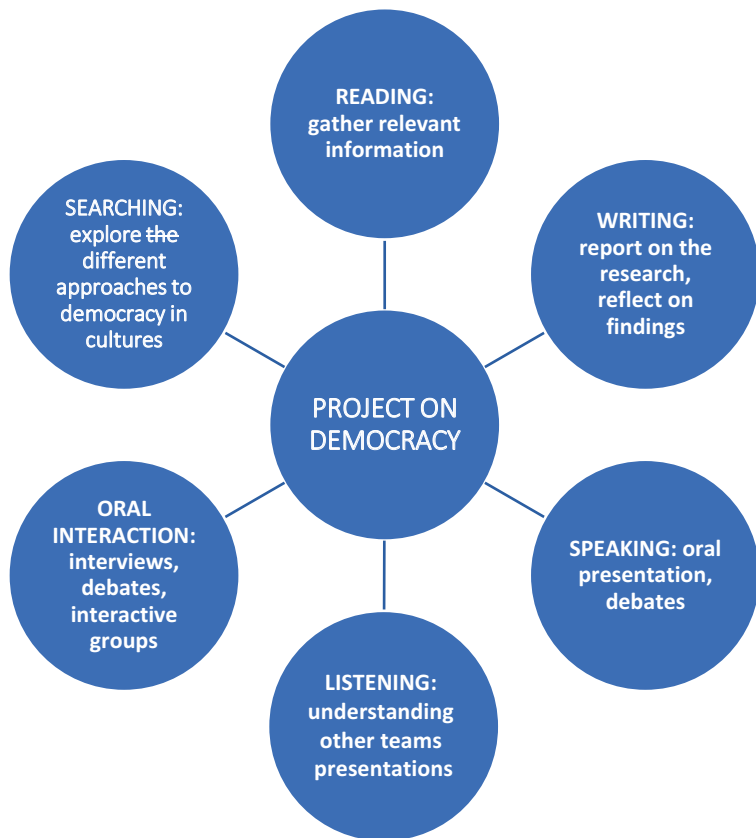 READING:
gather relevant
information
WRITING:
report on the
research,
reflect on
findings
SPEAKING: oral
presentation,
debates
LISTENING:
understanding
other teams
presentations
ORAL
INTERACTION:
interviews,
debates,
interactive
groups
SEARCHING:
explore the
different
approaches to
democracy in
cultures
PROJECT ON
DEMOCRACY